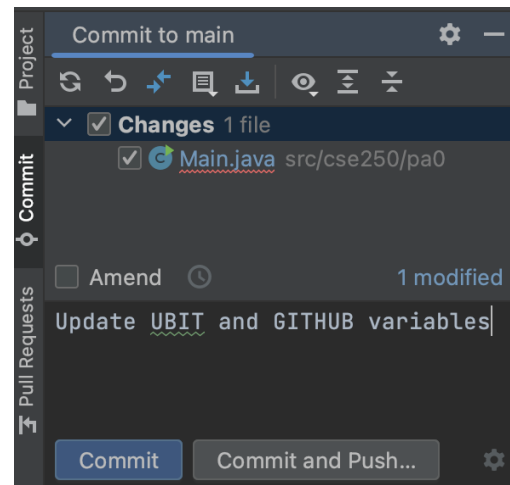 Project
Commit
Pull Requests
Commit to main
Changes 1 file
Main.java src/cse250/pa0
Amend
1 modified
Update UBIT and GITHUB variables
Commit
Commit and Push...